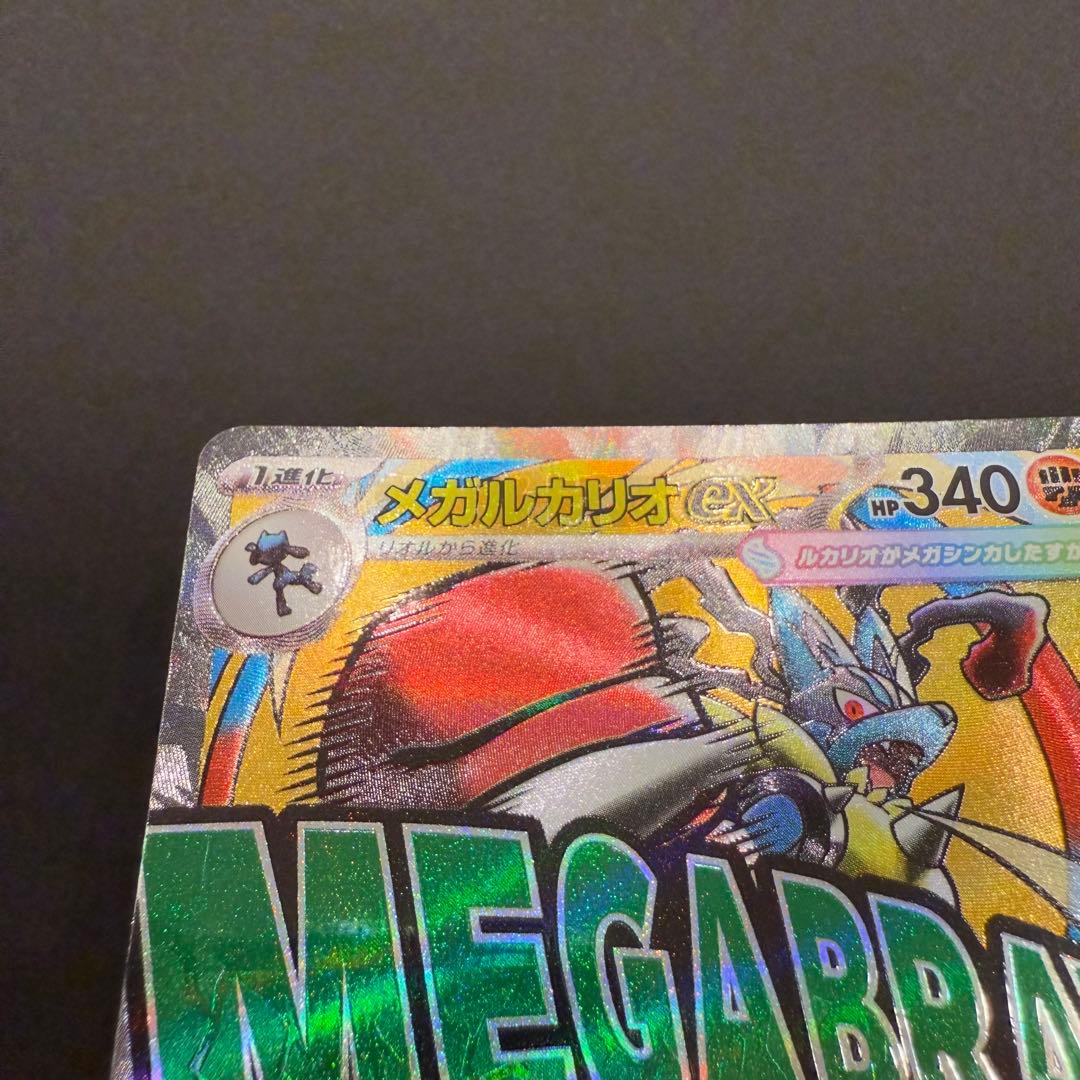 1進化
メガルカリオex HP340
リオルから進化
ルカリオがメガシンカしたすが
MEGABRA